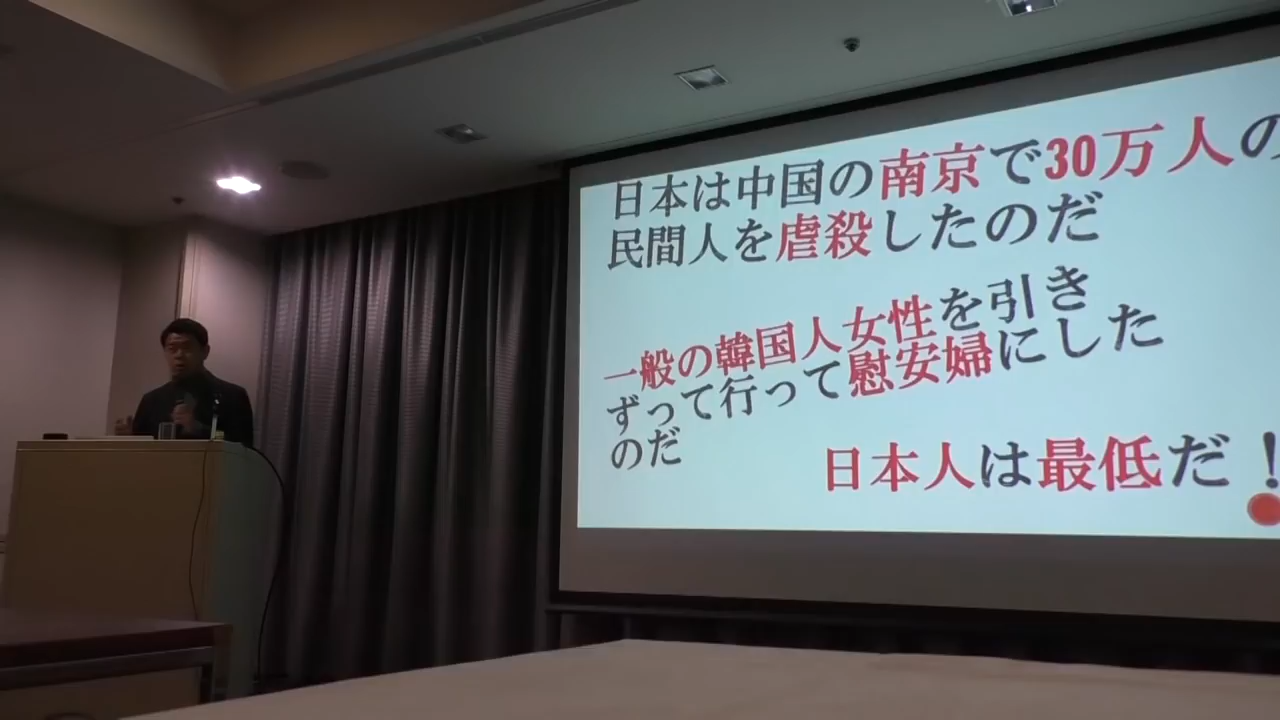 日本は中国の南京で30万人の
民間人を虐殺したのだ
一般の韓国人女性を引き
ずって行って慰安婦にした
のだ
日本人は最低だ！